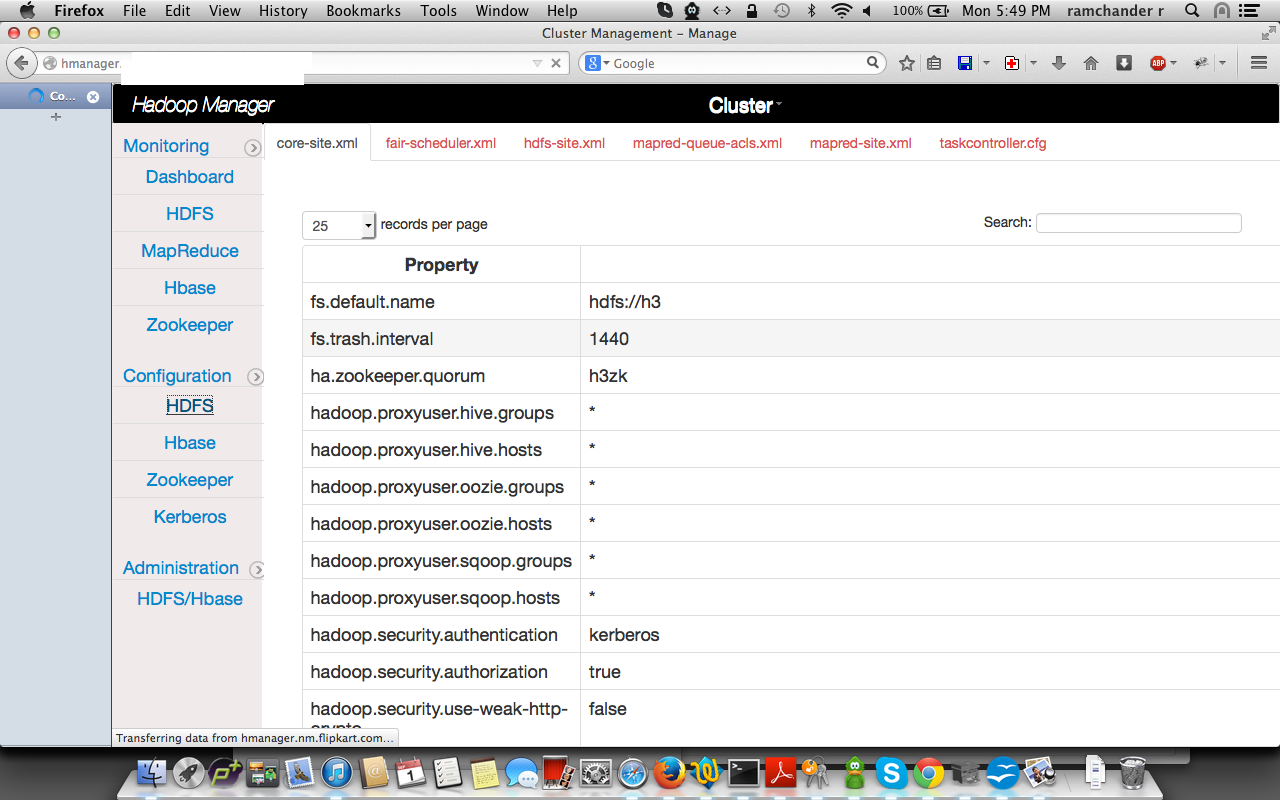 Firefox File Edit View History Bookmarks Tools Window Help 100% Mon 5:49 PM ramchander r
Cluster Management – Manage
hmanager. Google
Co...
Hadoop Manager Cluster
Monitoring
Dashboard
HDFS
MapReduce
Hbase
Zookeeper
Configuration
HDFS
Hbase
Zookeeper
Kerberos
Administration
HDFS/Hbase
core-site.xml fair-scheduler.xml hdfs-site.xml mapred-queue-acls.xml mapred-site.xml taskcontroller.cfg
25 records per page Search:
Property
fs.default.name hdfs://h3
fs.trash.interval 1440
ha.zookeeper.quorum h3zk
hadoop.proxyuser.hive.groups *
hadoop.proxyuser.hive.hosts *
hadoop.proxyuser.oozie.groups *
hadoop.proxyuser.oozie.hosts *
hadoop.proxyuser.sqoop.groups *
hadoop.proxyuser.sqoop.hosts *
hadoop.security.authentication kerberos
hadoop.security.authorization true
hadoop.security.use-weak-http- false
Transferring data from hmanager.nm.flipkart.com...